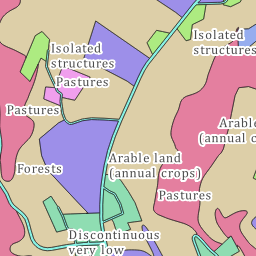 Isolated
structures
Isolated
structures
Pastures
Pastures
Arable
(annual c
Arable land
(annual crops)
Forests
Pastures
Discontinuous
very low